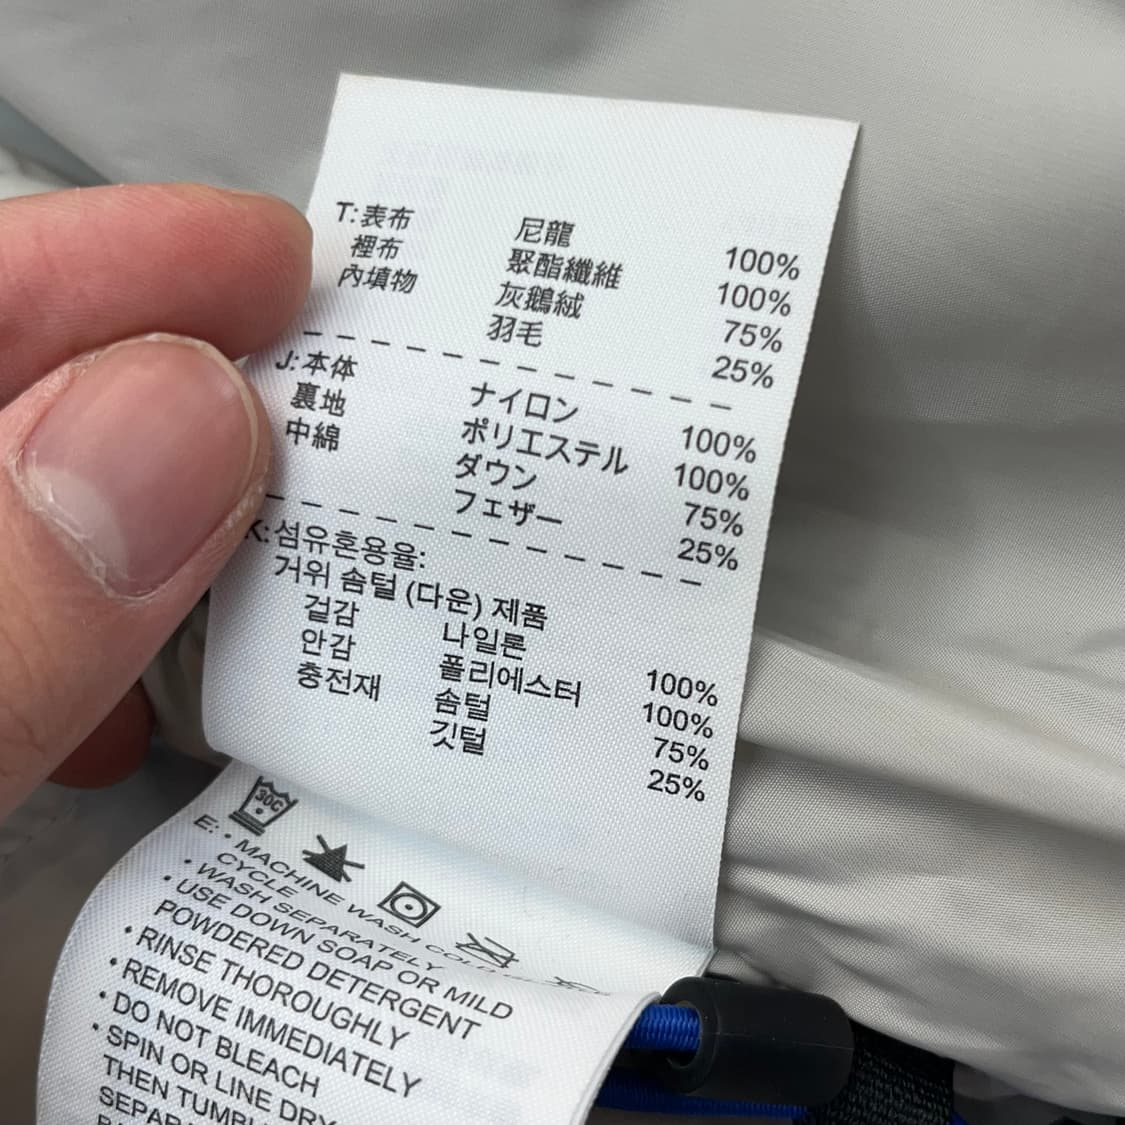 T: 表布 尼龍 100%
裡布 聚酯纖維 100%
內填物 灰鵝絨 75%
羽毛 25%
J: 本体 ナイロン 100%
裏地 ポリエステル 100%
中綿 ダウン 75%
フェザー 25%
K: 섬유혼용율:
거위 솜털 (다운) 제품
겉감 나일론 100%
안감 폴리에스터 100%
충전재 솜털 75%
깃털 25%
30C
E: • MACHINE WASH COLD
CYCLE
• WASH SEPARATELY
• USE DOWN SOAP OR MILD
POWDERED DETERGENT
• RINSE THOROUGHLY
• REMOVE IMMEDIATELY
• DO NOT BLEACH
• SPIN OR LINE DRY
THEN